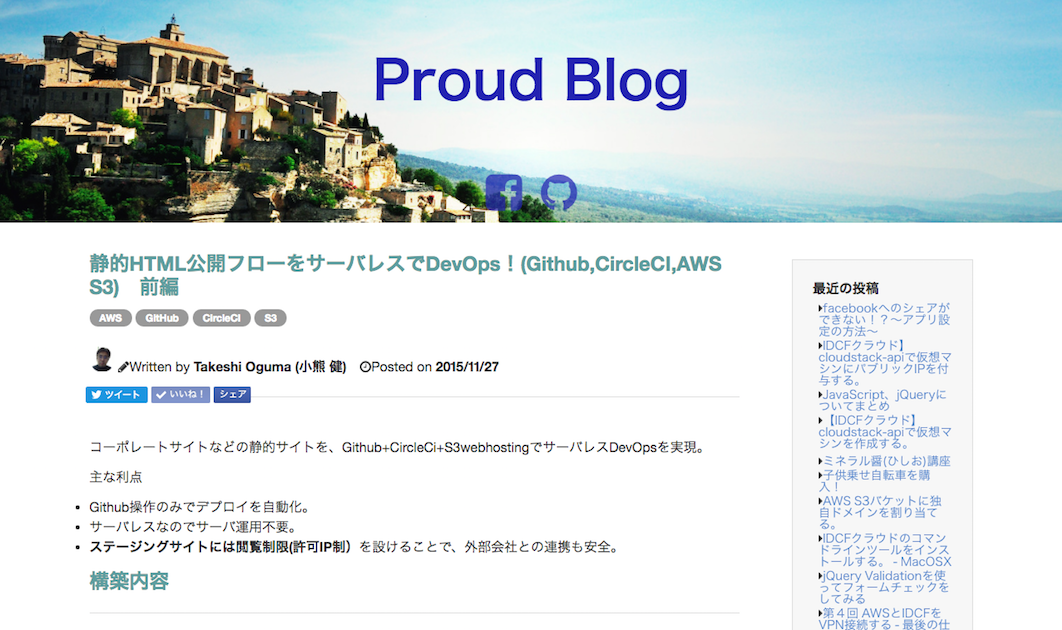 Proud Blog
静的HTML公開フローをサーバレスでDevOps！(Github,CircleCI,AWS
S3)　前編
AWS GitHub CircleCI S3
Written by Takeshi Oguma (小熊 健) Posted on 2015/11/27
ツイート いいね！ シェア
コーポレートサイトなどの静的サイトを、Github+CircleCi+S3webhostingでサーバレスDevOpsを実現。
主な利点
Github操作のみでデプロイを自動化。
サーバレスなのでサーバ運用不要。
ステージングサイトには閲覧制限(許可IP制）を設けることで、外部会社との連携も安全。
構築内容
最近の投稿
facebookへのシェアが
できない！？〜アプリ設
定の方法〜
IDCFクラウド】
cloudstack-apiで仮想マ
シンにパブリックIPを付
与する。
JavaScript、jQueryに
ついてまとめ
【IDCFクラウド】
cloudstack-apiで仮想マ
シンを作成する。
ミネラル醤(ひしお)講座
子供乗せ自転車を購
入！
AWS S3バケットに独
自ドメインを割り当て
る。
IDCFクラウドのコマン
ドラインツールをインス
トールする。 - MacOSX
jQuery Validationを使
ってフォームチェックを
してみる
第４回 AWSとIDCFを
VPN接続する - 最後の仕